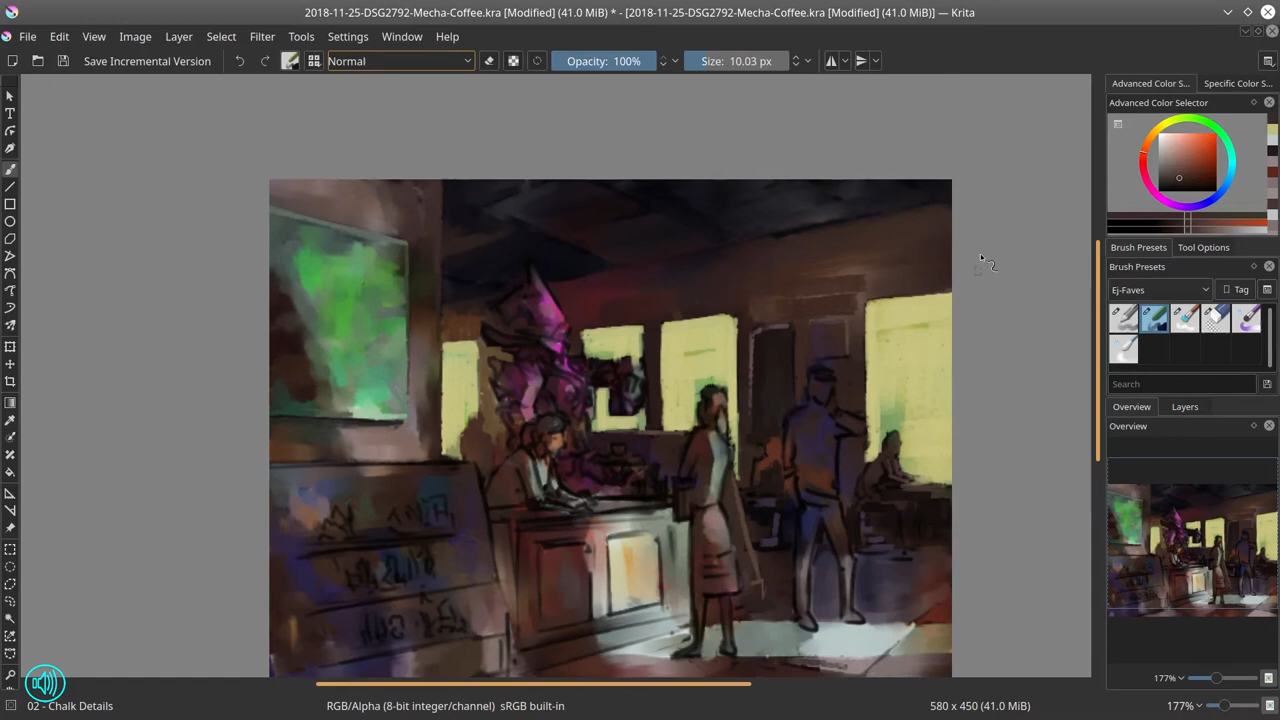 2018-11-25-DSG2792-Mecha-Coffee.kra [Modified] (41.0 MiB) * - [2018-11-25-DSG2792-Mecha-Coffee.kra [Modified] (41.0 MiB)] — Krita
File Edit View Image Layer Select Filter Tools Settings Window Help
Save Incremental Version Normal Opacity: 100% Size: 10.03 px
Advanced Color S... Specific Color S...
Advanced Color Selector
Brush Presets Tool Options
Brush Presets
Ej-Faves Tag
Search
Overview Layers
Overview
177%
02 - Chalk Details RGB/Alpha (8-bit integer/channel) sRGB built-in 580 x 450 (41.0 MiB) 177%